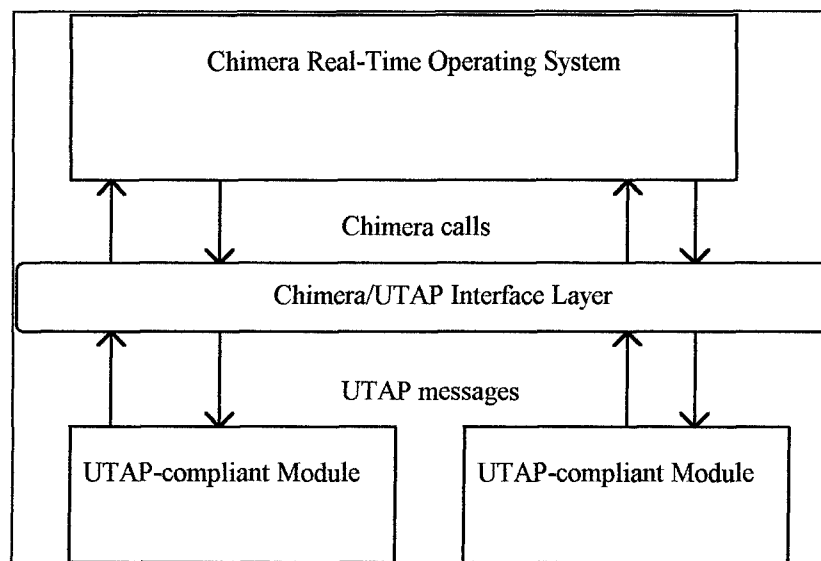 Chimera Real-Time Operating System
Chimera calls
Chimera/UTAP Interface Layer
UTAP messages
UTAP-compliant Module
UTAP-compliant Module